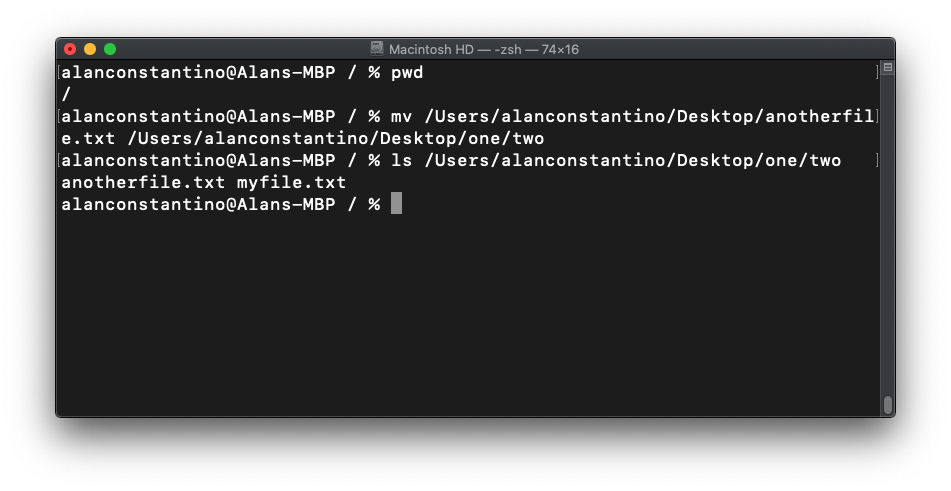 Macintosh HD — -zsh — 74×16
[alanconstantino@Alans-MBP / % pwd ]
/
[alanconstantino@Alans-MBP / % mv /Users/alanconstantino/Desktop/anotherfil]
e.txt /Users/alanconstantino/Desktop/one/two
[alanconstantino@Alans-MBP / % ls /Users/alanconstantino/Desktop/one/two ]
anotherfile.txt myfile.txt
alanconstantino@Alans-MBP / %